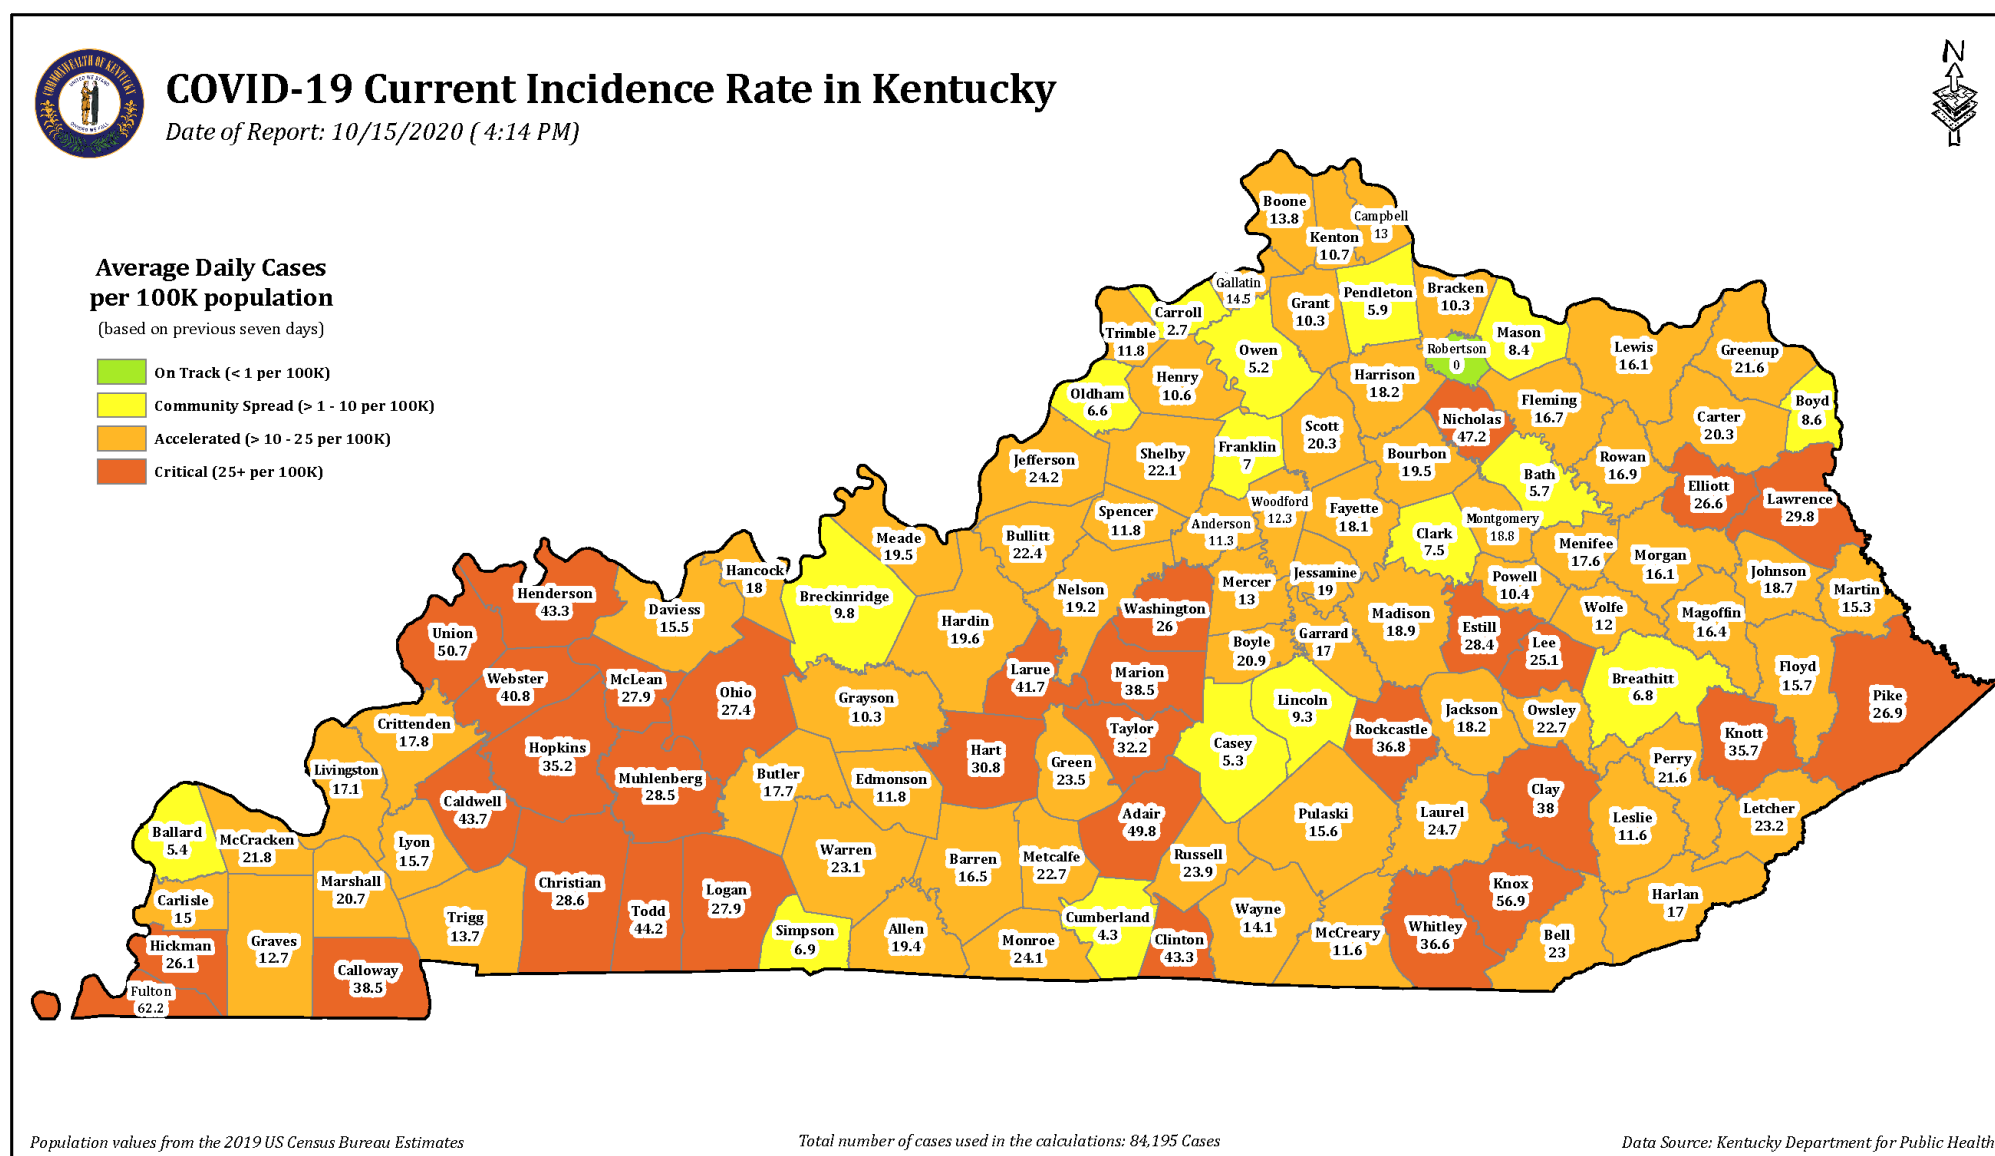 COMMONWEALTH OF KENTUCKY
UNITED WE STAND
DIVIDED WE FALL
COVID-19 Current Incidence Rate in Kentucky
Date of Report: 10/15/2020 ( 4:14 PM)
N
Average Daily Cases
per 100K population
(based on previous seven days)
On Track (< 1 per 100K)
Community Spread (> 1 - 10 per 100K)
Accelerated (> 10 - 25 per 100K)
Critical (25+ per 100K)
Boone
13.8
Kenton
10.7
Campbell
13
Gallatin
14.5
Grant
10.3
Pendleton
5.9
Bracken
10.3
Carroll
2.7
Trimble
11.8
Owen
5.2
Robertson
0
Mason
8.4
Lewis
16.1
Greenup
21.6
Oldham
6.6
Henry
10.6
Harrison
18.2
Nicholas
47.2
Fleming
16.7
Carter
20.3
Boyd
8.6
Jefferson
24.2
Shelby
22.1
Franklin
7
Scott
20.3
Bourbon
19.5
Bath
5.7
Rowan
16.9
Elliott
26.6
Lawrence
29.8
Bullitt
22.4
Spencer
11.8
Anderson
11.3
Woodford
12.3
Fayette
18.1
Clark
7.5
Montgomery
18.8
Menifee
17.6
Morgan
16.1
Johnson
18.7
Martin
15.3
Meade
19.5
Hancock
18
Breckinridge
9.8
Henderson
43.3
Daviess
15.5
Union
50.7
Webster
40.8
McLean
27.9
Ohio
27.4
Hardin
19.6
Nelson
19.2
Washington
26
Mercer
13
Jessamine
19
Boyle
20.9
Garrard
17
Madison
18.9
Powell
10.4
Estill
28.4
Lee
25.1
Wolfe
12
Magoffin
16.4
Floyd
15.7
Pike
26.9
Larue
41.7
Marion
38.5
Grayson
10.3
Hart
30.8
Green
23.5
Taylor
32.2
Casey
5.3
Lincoln
9.3
Rockcastle
36.8
Jackson
18.2
Owsley
22.7
Breathitt
6.8
Perry
21.6
Knott
35.7
Crittenden
17.8
Livingston
17.1
Hopkins
35.2
Muhlenberg
28.5
Butler
17.7
Edmonson
11.8
Caldwell
43.7
Lyon
15.7
Ballard
5.4
McCracken
21.8
Marshall
20.7
Carlisle
15
Hickman
26.1
Fulton
62.2
Graves
12.7
Calloway
38.5
Trigg
13.7
Christian
28.6
Todd
44.2
Logan
27.9
Simpson
6.9
Warren
23.1
Allen
19.4
Barren
16.5
Metcalfe
22.7
Monroe
24.1
Adair
49.8
Cumberland
4.3
Clinton
43.3
Russell
23.9
Wayne
14.1
Pulaski
15.6
McCreary
11.6
Laurel
24.7
Whitley
36.6
Clay
38
Knox
56.9
Bell
23
Leslie
11.6
Harlan
17
Letcher
23.2
Population values from the 2019 US Census Bureau Estimates
Total number of cases used in the calculations: 84,195 Cases
Data Source: Kentucky Department for Public Health